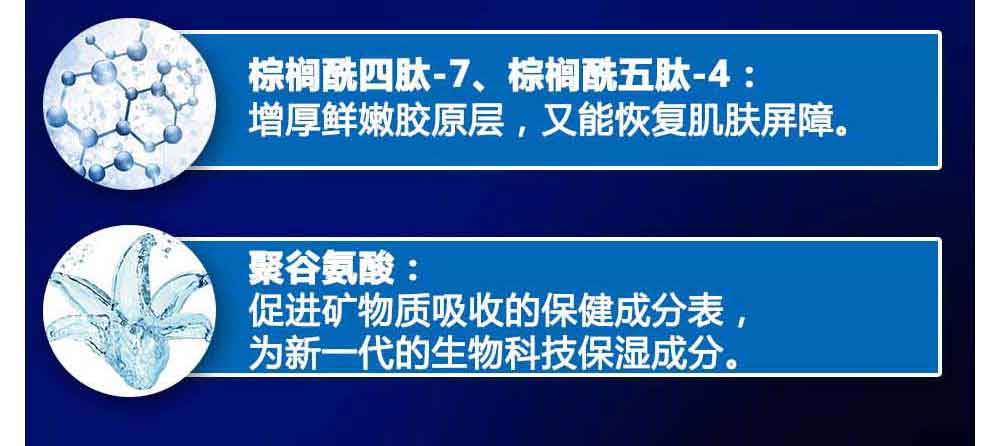 棕榈酰四肽-7、棕榈酰五肽-4：
增厚鲜嫩胶原层，又能恢复肌肤屏障。
聚谷氨酸：
促进矿物质吸收的保健成分表，
为新一代的生物科技保湿成分。